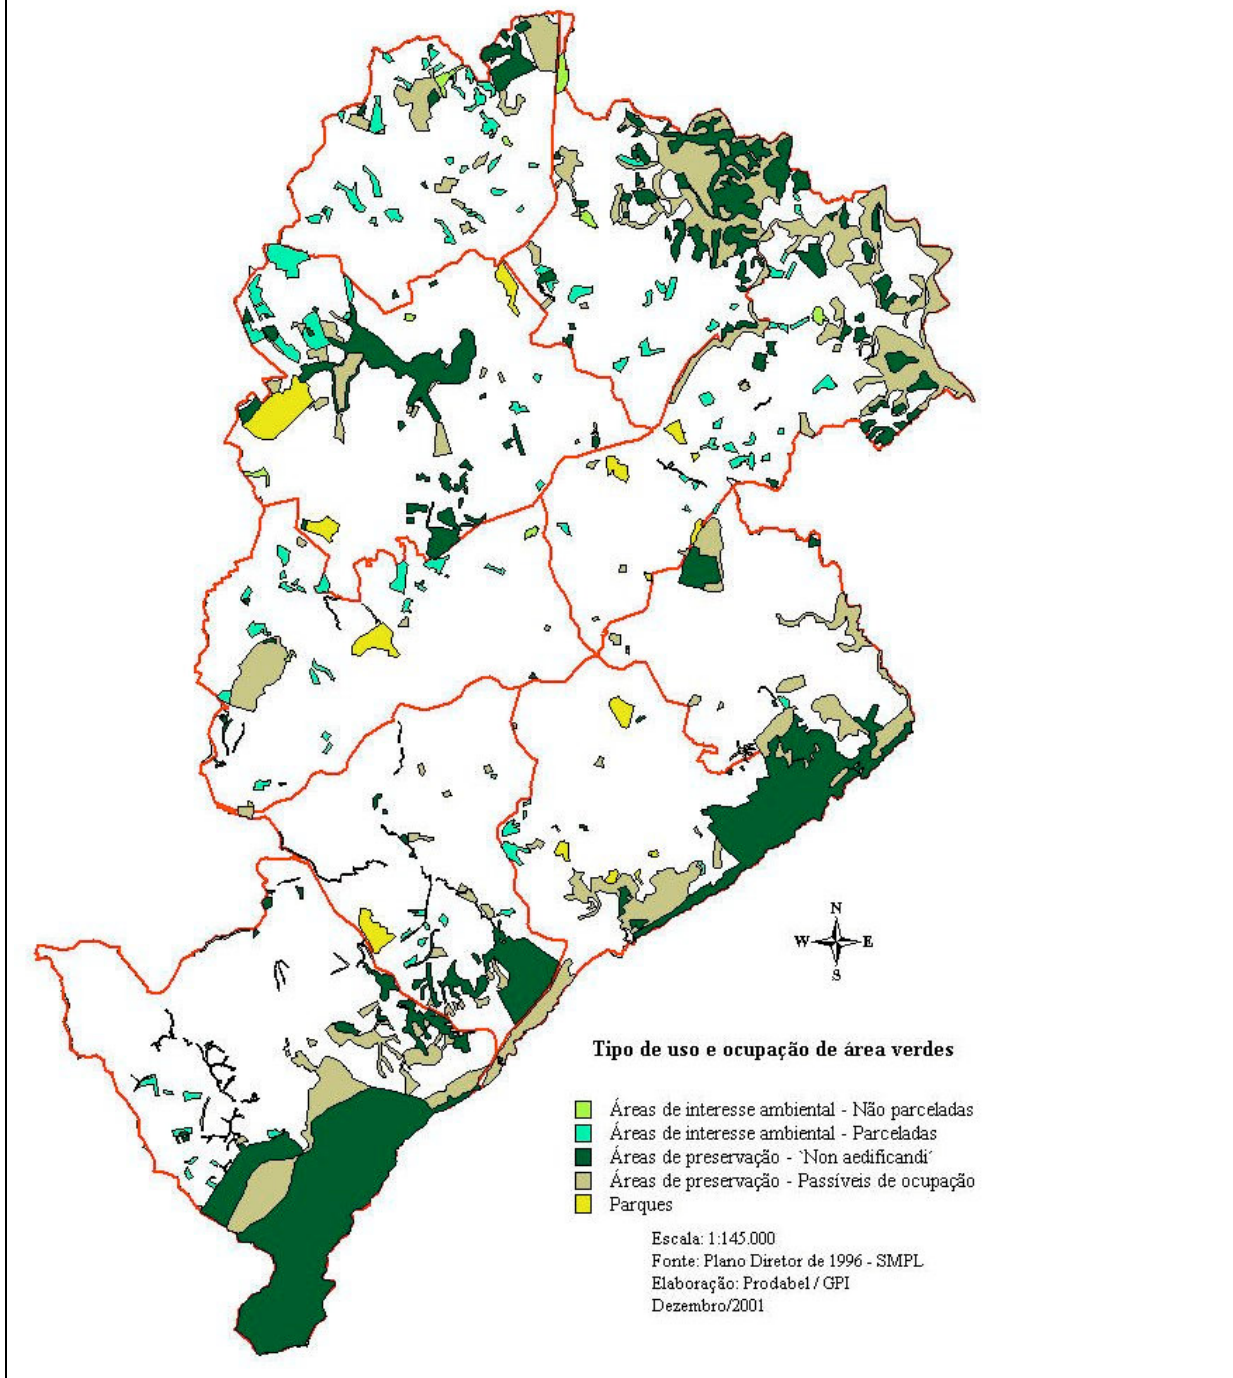 N
W E
S
Tipo de uso e ocupação de área verdes
Áreas de interesse ambiental - Não parceladas
Áreas de interesse ambiental - Parceladas
Áreas de preservação - `Non aedificandi´
Áreas de preservação - Passíveis de ocupação
Parques
Escala: 1:145.000
Fonte: Plano Diretor de 1996 - SMPL
Elaboração: Prodabel / GPI
Dezembro/2001